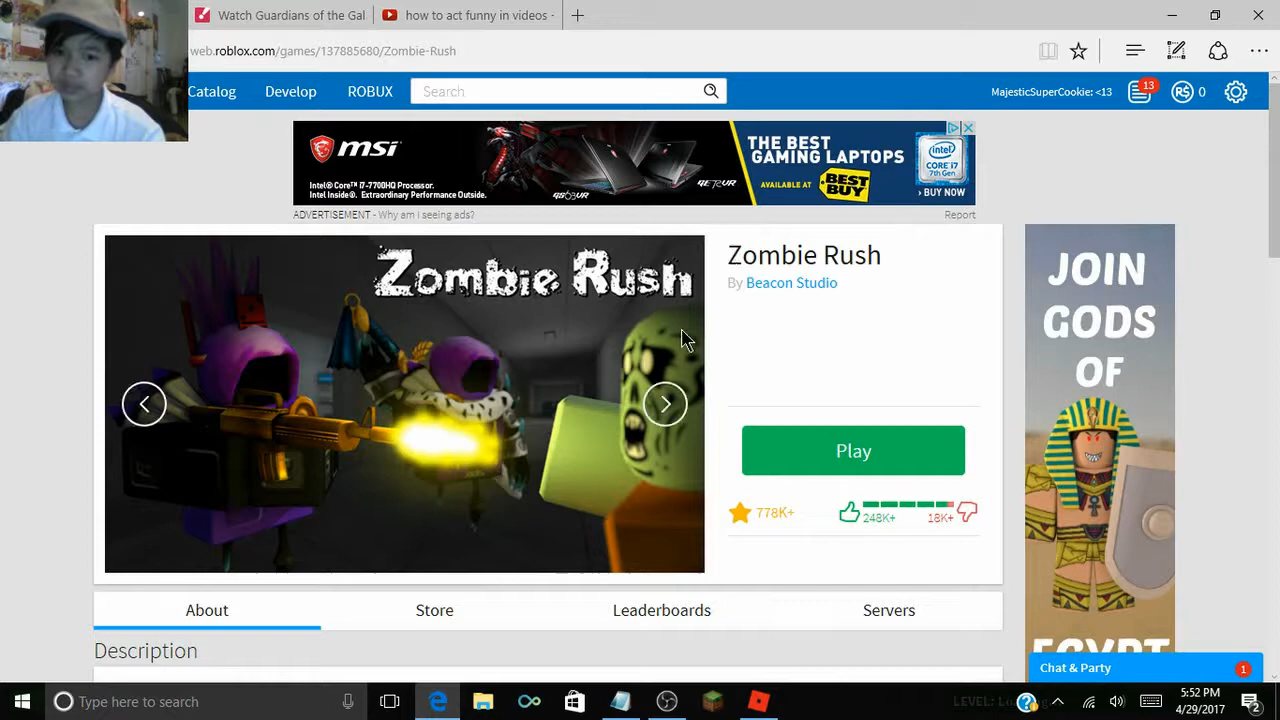 Watch Guardians of the Gal
how to act funny in videos -
web.roblox.com/games/137885680/Zombie-Rush
Catalog
Develop
ROBUX
Search
MajesticSuperCookie: <13
13
R$ 0
msi
Intel® Core™ i7-7700HQ Processor.
Intel Inside®. Extraordinary Performance Outside.
THE BEST
GAMING LAPTOPS
AVAILABLE AT
BEST
BUY
intel
CORE i7
7th Gen
› BUY NOW
ADVERTISEMENT - Why am I seeing ads?
Report
Zombie Rush
Zombie Rush
By Beacon Studio
Play
778K+
248K+
18K+
JOIN
GODS
OF
EGYPT
About
Store
Leaderboards
Servers
Description
Chat & Party
1
Type here to search
5:52 PM
4/29/2017
2